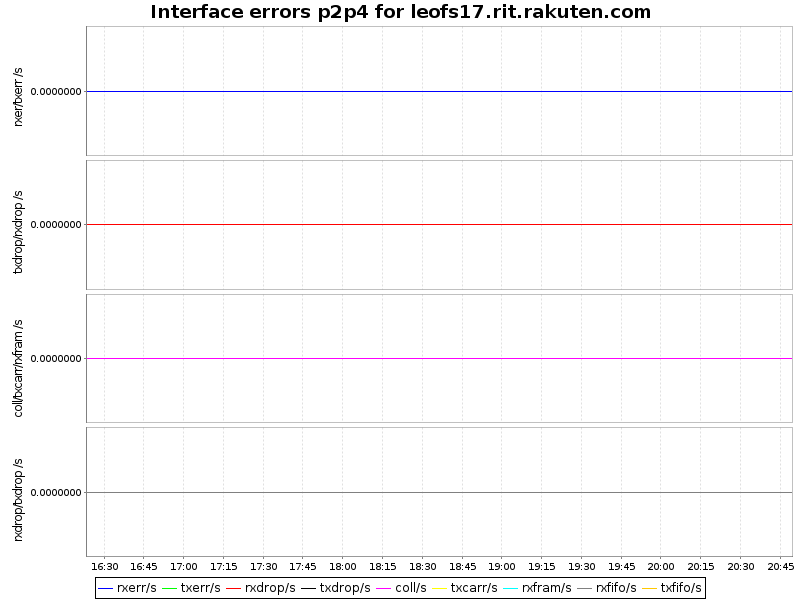 Interface errors p2p4 for leofs17.rit.rakuten.com
rxer/txerr /s
0.0000000
txdrop/rxdrop /s
0.0000000
coll/txcarr/rxfram /s
0.0000000
rxdrop/txdrop /s
0.0000000
16:30 16:45 17:00 17:15 17:30 17:45 18:00 18:15 18:30 18:45 19:00 19:15 19:30 19:45 20:00 20:15 20:30 20:45
rxerr/s txerr/s rxdrop/s txdrop/s coll/s txcarr/s rxfram/s rxfifo/s txfifo/s